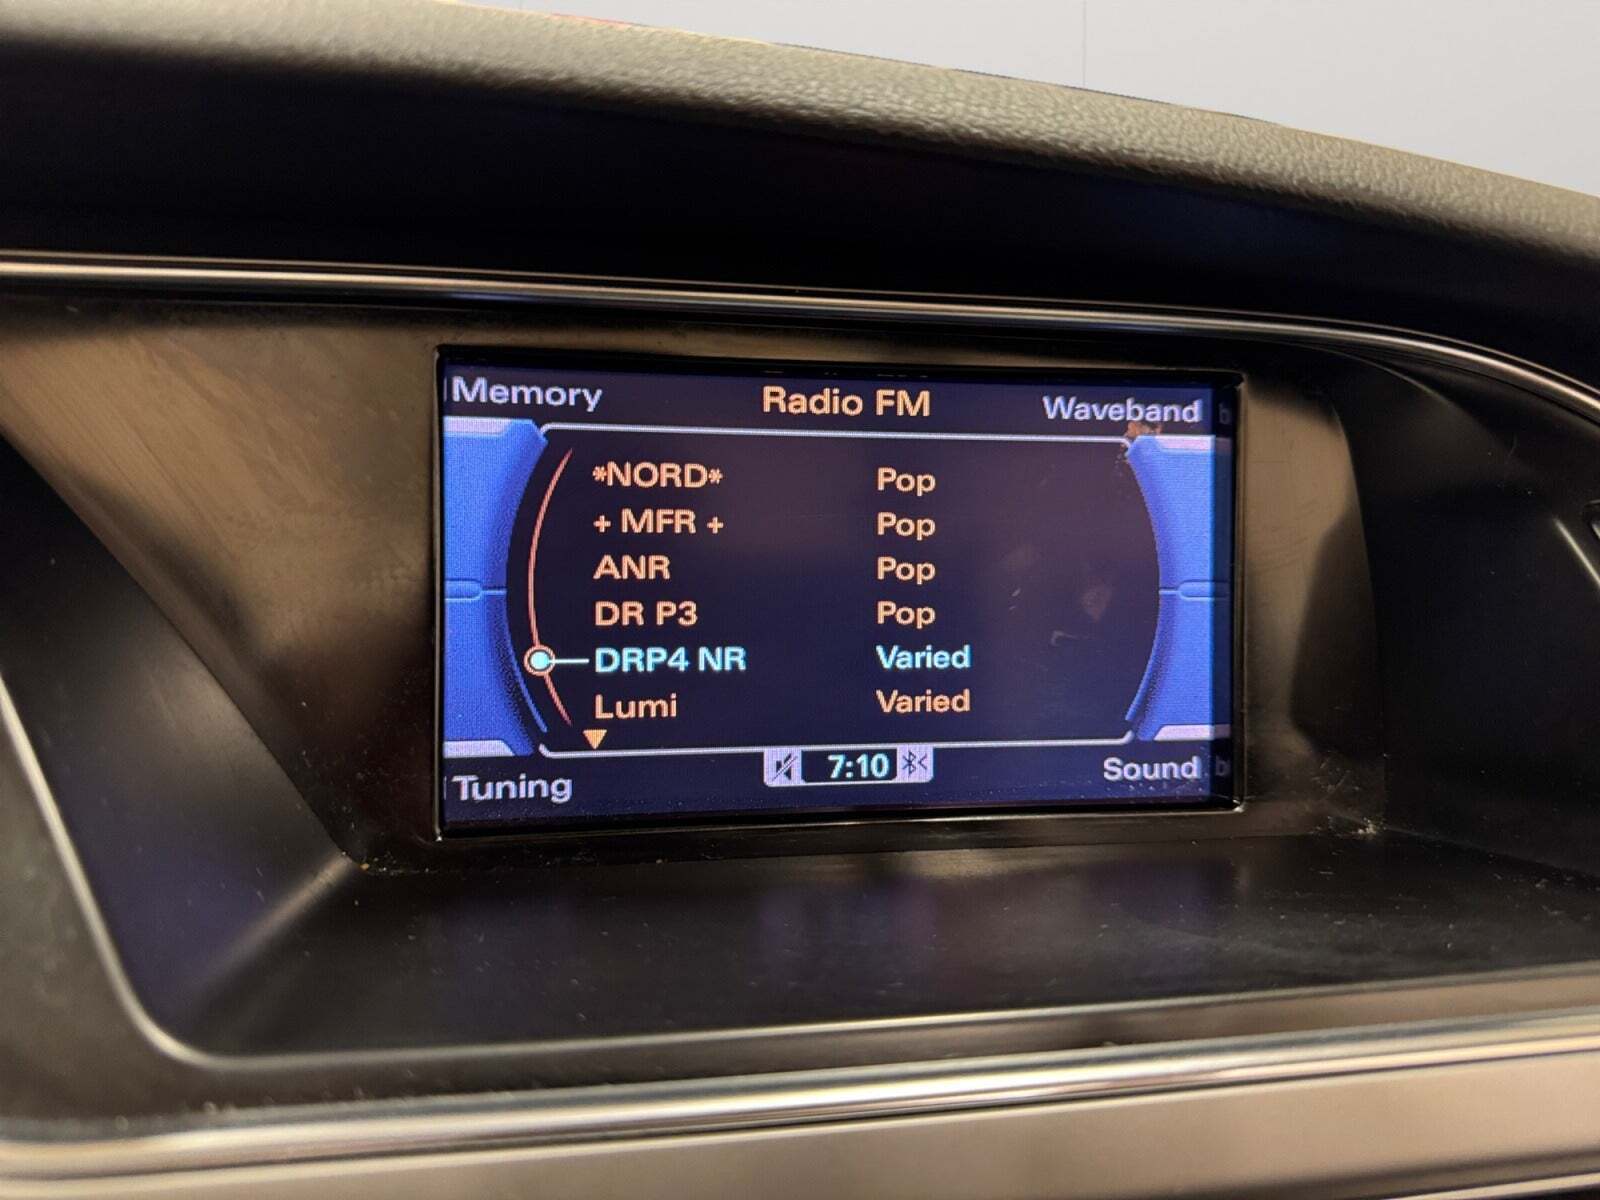 Memory Radio FM Waveband
*NORD* Pop
+ MFR + Pop
ANR Pop
DR P3 Pop
DRP4 NR Varied
Lumi Varied
Tuning 7:10 Sound